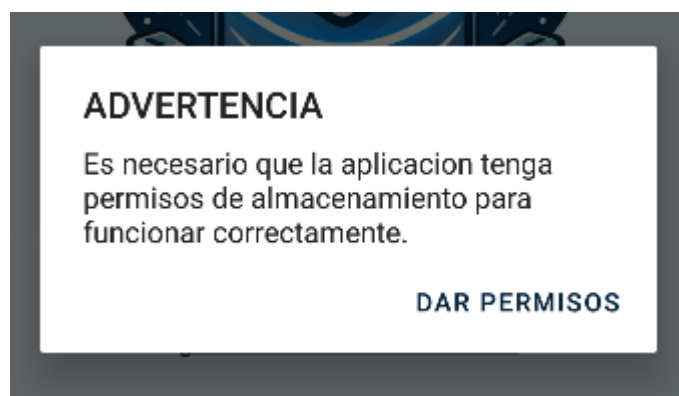 ADVERTENCIA
Es necesario que la aplicacion tenga
permisos de almacenamiento para
funcionar correctamente.
DAR PERMISOS